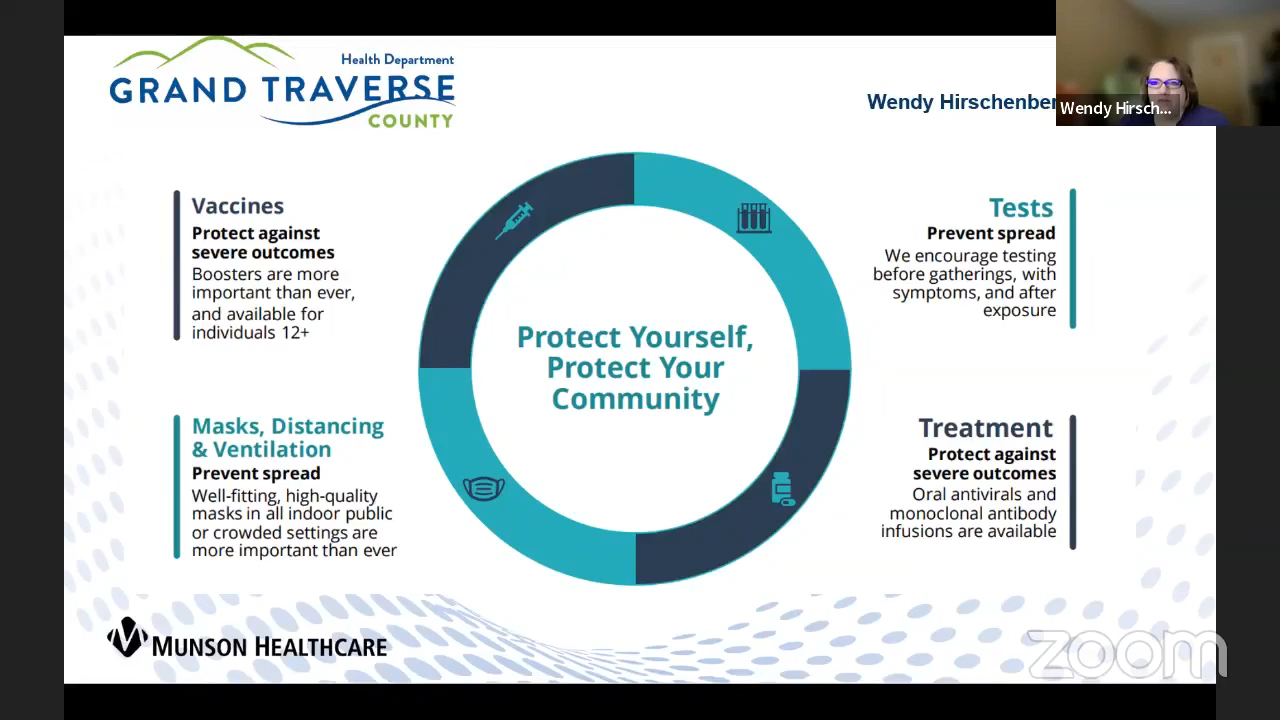 Health Department
GRAND TRAVERSE
COUNTY
Wendy Hirschenber
Wendy Hirsch...
Vaccines
Protect against
severe outcomes
Boosters are more
important than ever,
and available for
individuals 12+
Tests
Prevent spread
We encourage testing
before gatherings, with
symptoms, and after
exposure
Protect Yourself,
Protect Your
Community
Masks, Distancing
& Ventilation
Prevent spread
Well-fitting, high-quality
masks in all indoor public
or crowded settings are
more important than ever
Treatment
Protect against
severe outcomes
Oral antivirals and
monoclonal antibody
infusions are available
MUNSON HEALTHCARE
zoom